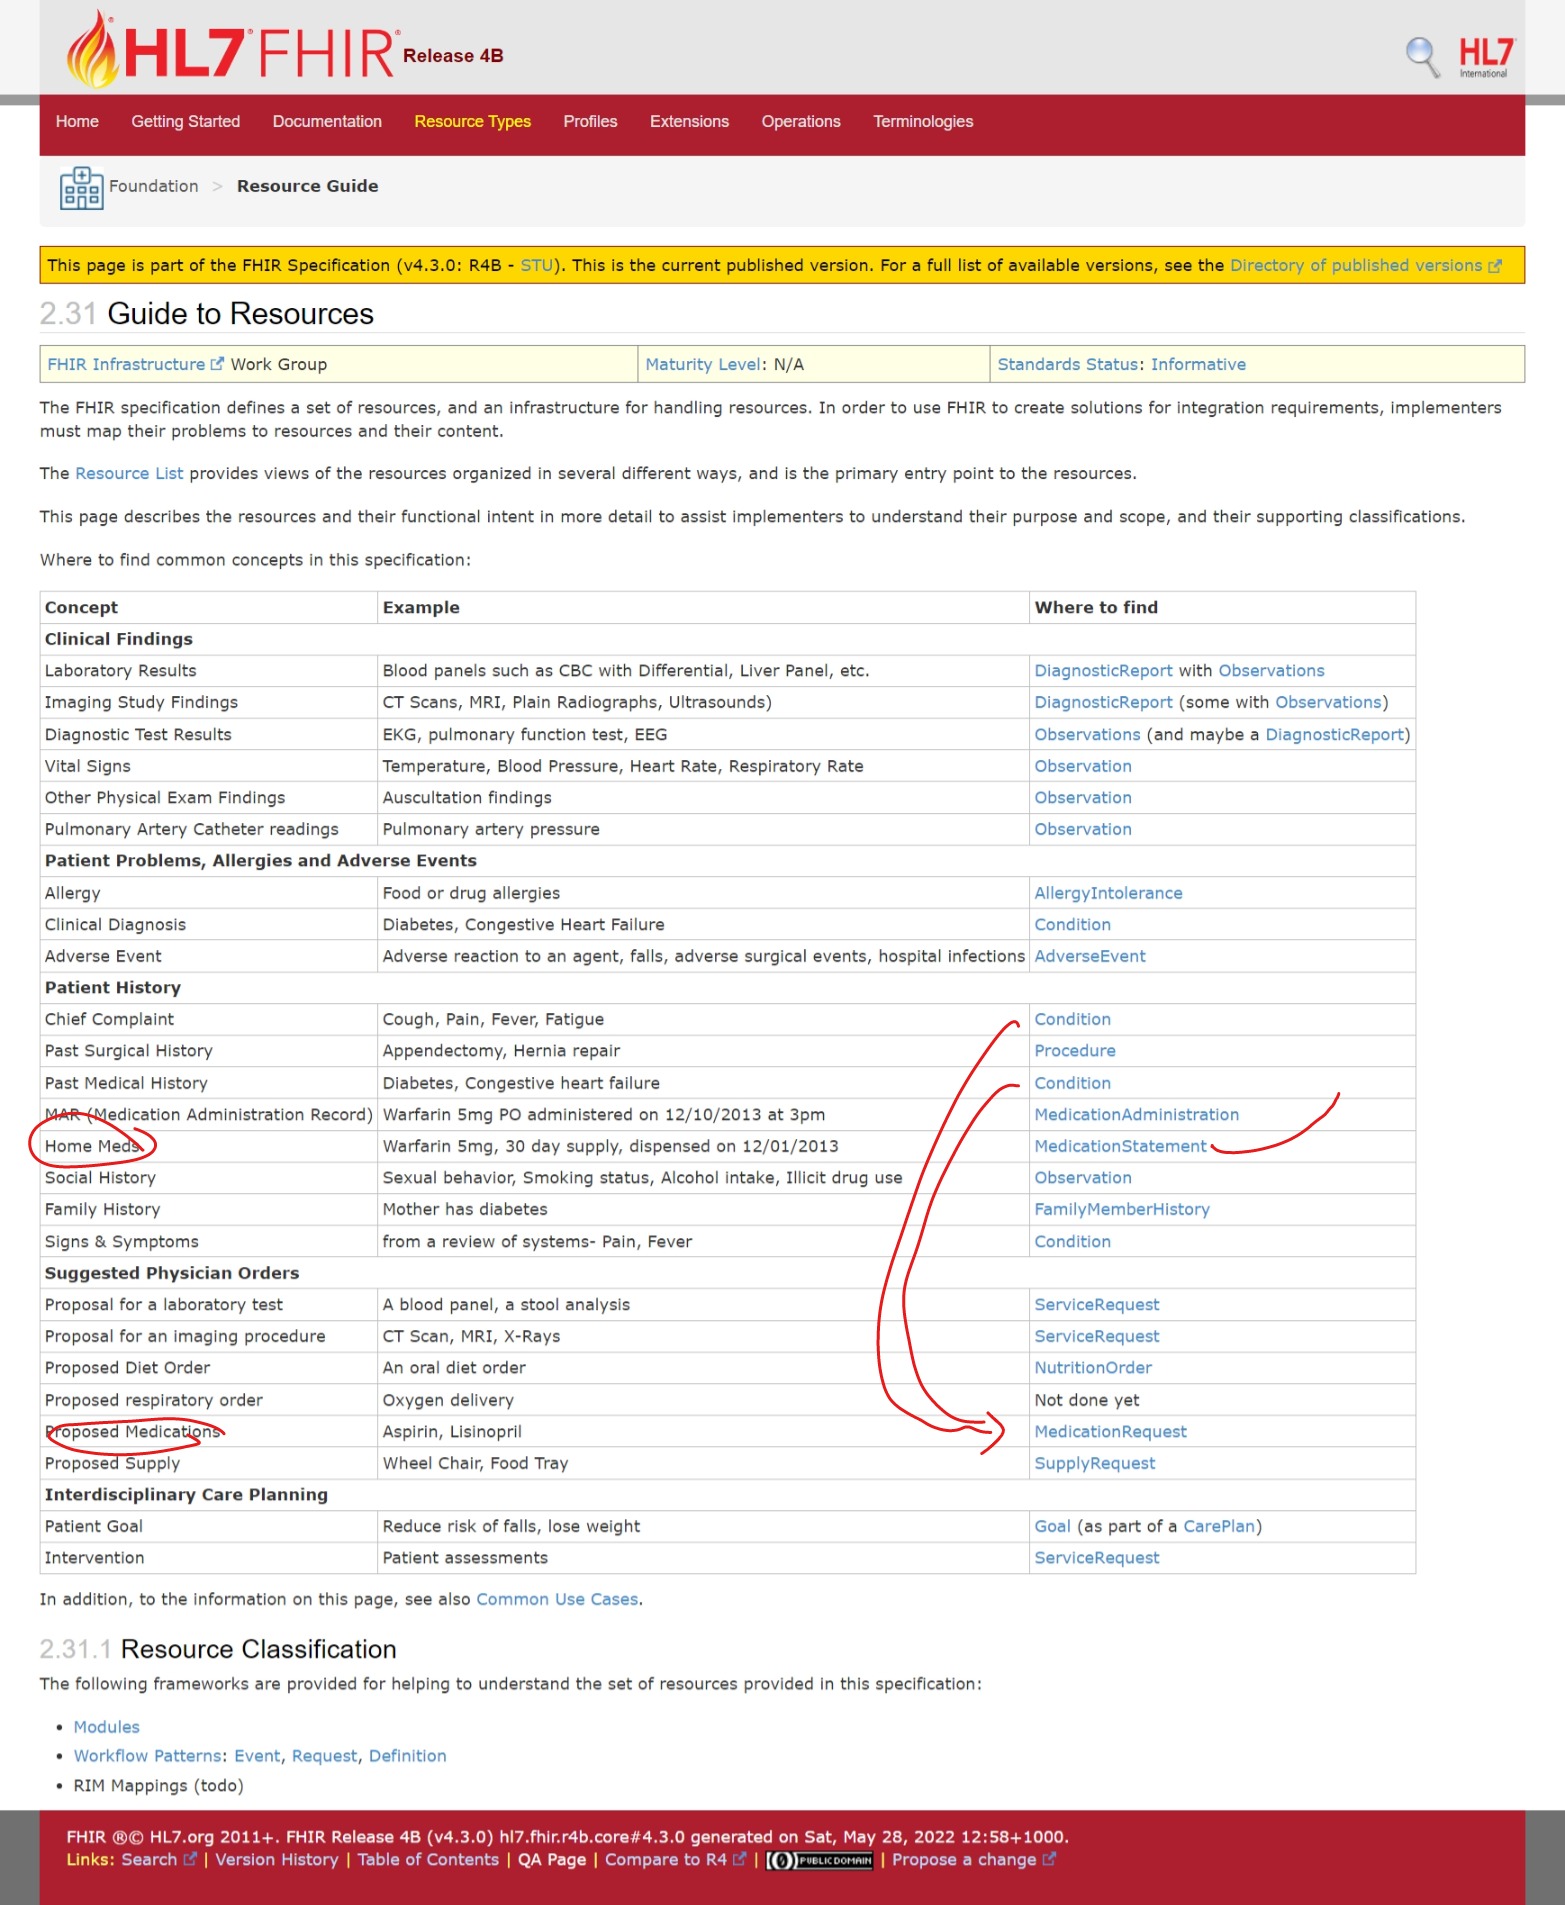 HL7 FHIR Release 4B
HL7 International
Home Getting Started Documentation Resource Types Profiles Extensions Operations Terminologies
Foundation > Resource Guide
This page is part of the FHIR Specification (v4.3.0: R4B - STU). This is the current published version. For a full list of available versions, see the Directory of published versions
2.31 Guide to Resources
FHIR Infrastructure Work Group Maturity Level: N/A Standards Status: Informative
The FHIR specification defines a set of resources, and an infrastructure for handling resources. In order to use FHIR to create solutions for integration requirements, implementers
must map their problems to resources and their content.
The Resource List provides views of the resources organized in several different ways, and is the primary entry point to the resources.
This page describes the resources and their functional intent in more detail to assist implementers to understand their purpose and scope, and their supporting classifications.
Where to find common concepts in this specification:
Concept Example Where to find
Clinical Findings
Laboratory Results Blood panels such as CBC with Differential, Liver Panel, etc. DiagnosticReport with Observations
Imaging Study Findings CT Scans, MRI, Plain Radiographs, Ultrasounds) DiagnosticReport (some with Observations)
Diagnostic Test Results EKG, pulmonary function test, EEG Observations (and maybe a DiagnosticReport)
Vital Signs Temperature, Blood Pressure, Heart Rate, Respiratory Rate Observation
Other Physical Exam Findings Auscultation findings Observation
Pulmonary Artery Catheter readings Pulmonary artery pressure Observation
Patient Problems, Allergies and Adverse Events
Allergy Food or drug allergies AllergyIntolerance
Clinical Diagnosis Diabetes, Congestive Heart Failure Condition
Adverse Event Adverse reaction to an agent, falls, adverse surgical events, hospital infections AdverseEvent
Patient History
Chief Complaint Cough, Pain, Fever, Fatigue Condition
Past Surgical History Appendectomy, Hernia repair Procedure
Past Medical History Diabetes, Congestive heart failure Condition
MAR (Medication Administration Record) Warfarin 5mg PO administered on 12/10/2013 at 3pm MedicationAdministration
Home Meds Warfarin 5mg, 30 day supply, dispensed on 12/01/2013 MedicationStatement
Social History Sexual behavior, Smoking status, Alcohol intake, Illicit drug use Observation
Family History Mother has diabetes FamilyMemberHistory
Signs & Symptoms from a review of systems- Pain, Fever Condition
Suggested Physician Orders
Proposal for a laboratory test A blood panel, a stool analysis ServiceRequest
Proposal for an imaging procedure CT Scan, MRI, X-Rays ServiceRequest
Proposed Diet Order An oral diet order NutritionOrder
Proposed respiratory order Oxygen delivery Not done yet
Proposed Medications Aspirin, Lisinopril MedicationRequest
Proposed Supply Wheel Chair, Food Tray SupplyRequest
Interdisciplinary Care Planning
Patient Goal Reduce risk of falls, lose weight Goal (as part of a CarePlan)
Intervention Patient assessments ServiceRequest
In addition, to the information on this page, see also Common Use Cases.
2.31.1 Resource Classification
The following frameworks are provided for helping to understand the set of resources provided in this specification:
• Modules
• Workflow Patterns: Event, Request, Definition
• RIM Mappings (todo)
FHIR ®© HL7.org 2011+. FHIR Release 4B (v4.3.0) hl7.fhir.r4b.core#4.3.0 generated on Sat, May 28, 2022 12:58+1000.
Links: Search | Version History | Table of Contents | QA Page | Compare to R4 | PUBLIC DOMAIN | Propose a change